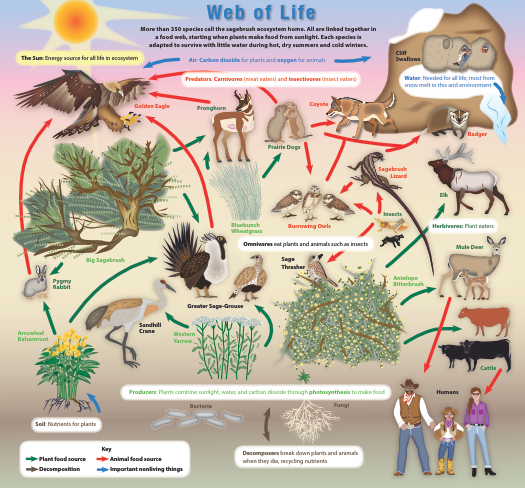 Web of Life
More than 350 species call the sagebrush ecosystem home. All are linked together in
a food web, starting when plants make food from sunlight. Each species is
adapted to survive with little water during hot, dry summers and cold winters.
The Sun: Energy source for all life in ecosystem
Air: Carbon dioxide for plants and oxygen for animals
Cliff
Swallows
Predators: Carnivores (meat eaters) and insectivores (insect eaters)
Water: Needed for all life; most from
snow melt in this arid environment
Golden Eagle
Pronghorn
Coyote
Prairie Dogs
Badger
Sagebrush
Lizard
Elk
Bluebunch
Wheatgrass
Burrowing Owls
Insects
Herbivores: Plant eaters
Omnivores eat plants and animals such as insects
Big Sagebrush
Sage
Thrasher
Mule Deer
Pygmy
Rabbit
Antelope
Bitterbrush
Greater Sage-Grouse
Sandhill
Crane
Arrowleaf
Balsamroot
Western
Yarrow
Cattle
Producers: Plants combine sunlight, water, and carbon dioxide through photosynthesis to make food
Humans
Bacteria
Fungi
Soil: Nutrients for plants
Key
Plant food source
Animal food source
Decomposition
Important nonliving things
Decomposers break down plants and animals
when they die, recycling nutrients